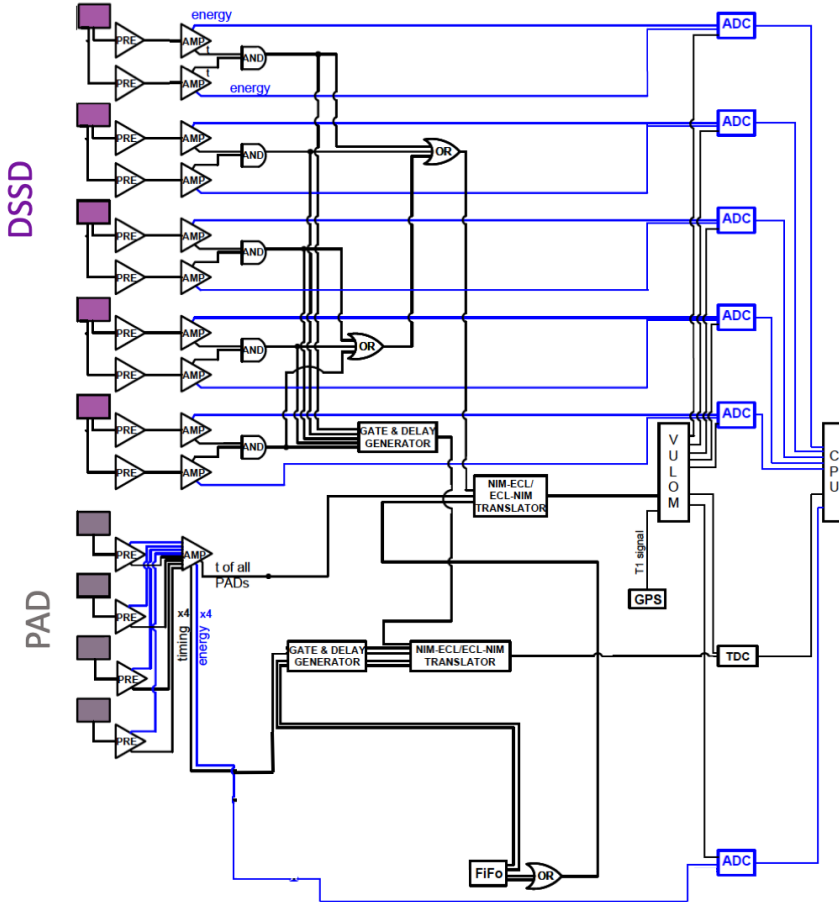 energy
PRE
AMP
t
AND
ADC
t
PRE
AMP
energy
PRE
AMP
AND
OR
ADC
PRE
AMP
DSSD
PRE
AMP
AND
ADC
PRE
AMP
PRE
AMP
AND
OR
ADC
PRE
AMP
PRE
AMP
AND
GATE & DELAY
GENERATOR
ADC
PRE
AMP
VULOM
CPU
NIM-ECL/
ECL-NIM
TRANSLATOR
PAD
PRE
AMP
t of all
PADs
T1 signal
GPS
PRE
timing x4
energy x4
PRE
GATE & DELAY
GENERATOR
NIM-ECL/ECL-NIM
TRANSLATOR
TDC
PRE
FiFo
OR
ADC